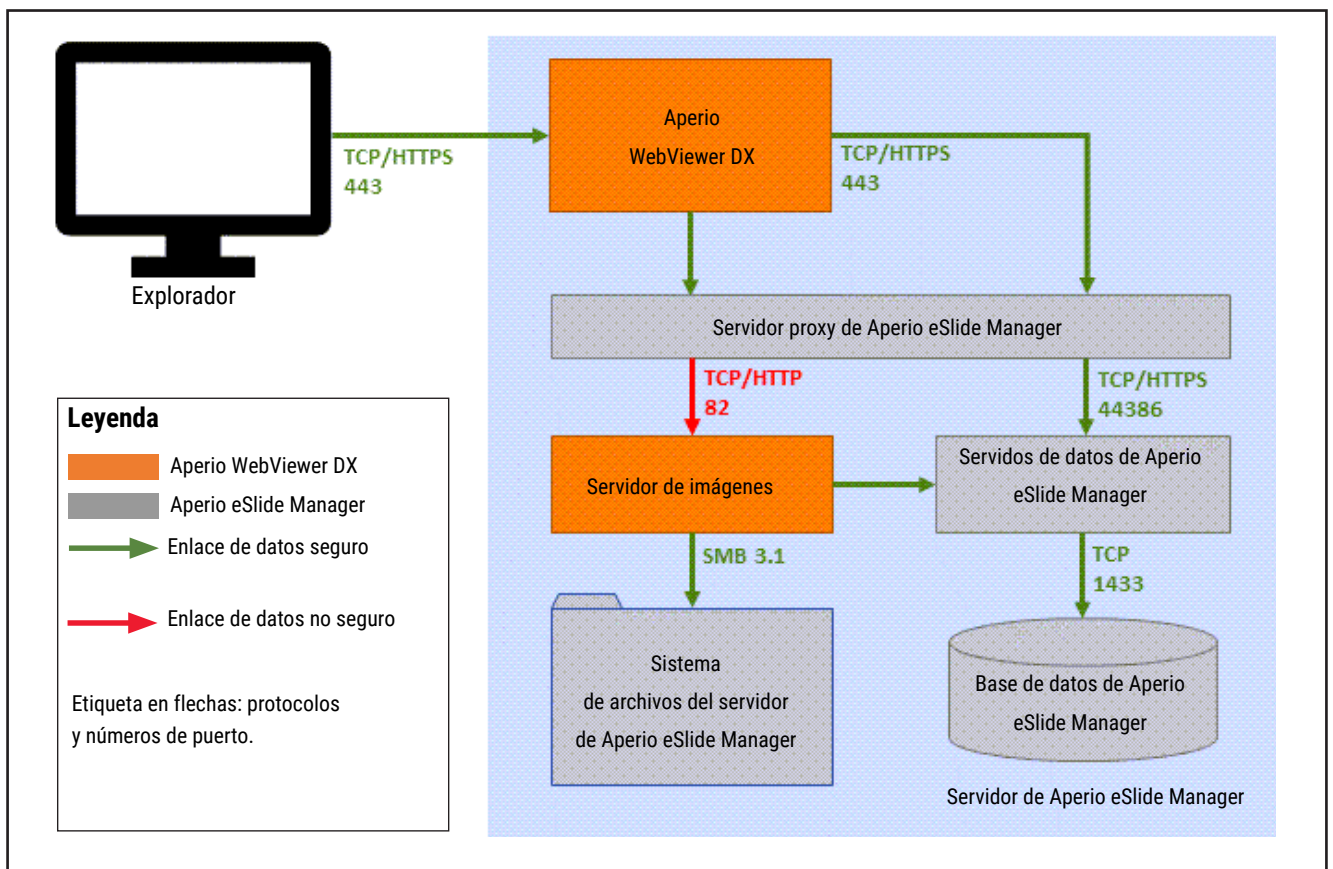 Aperio
WebViewer DX
TCP/HTTPS
443
TCP/HTTPS
443
Explorador
Servidor proxy de Aperio eSlide Manager
TCP/HTTP
82
TCP/HTTPS
44386
Leyenda
Aperio WebViewer DX
Aperio eSlide Manager
Enlace de datos seguro
Enlace de datos no seguro
Etiqueta en flechas: protocolos
y números de puerto.
Servidor de imágenes
Servidos de datos de Aperio
eSlide Manager
SMB 3.1
TCP
1433
Sistema
de archivos del servidor
de Aperio eSlide Manager
Base de datos de Aperio
eSlide Manager
Servidor de Aperio eSlide Manager